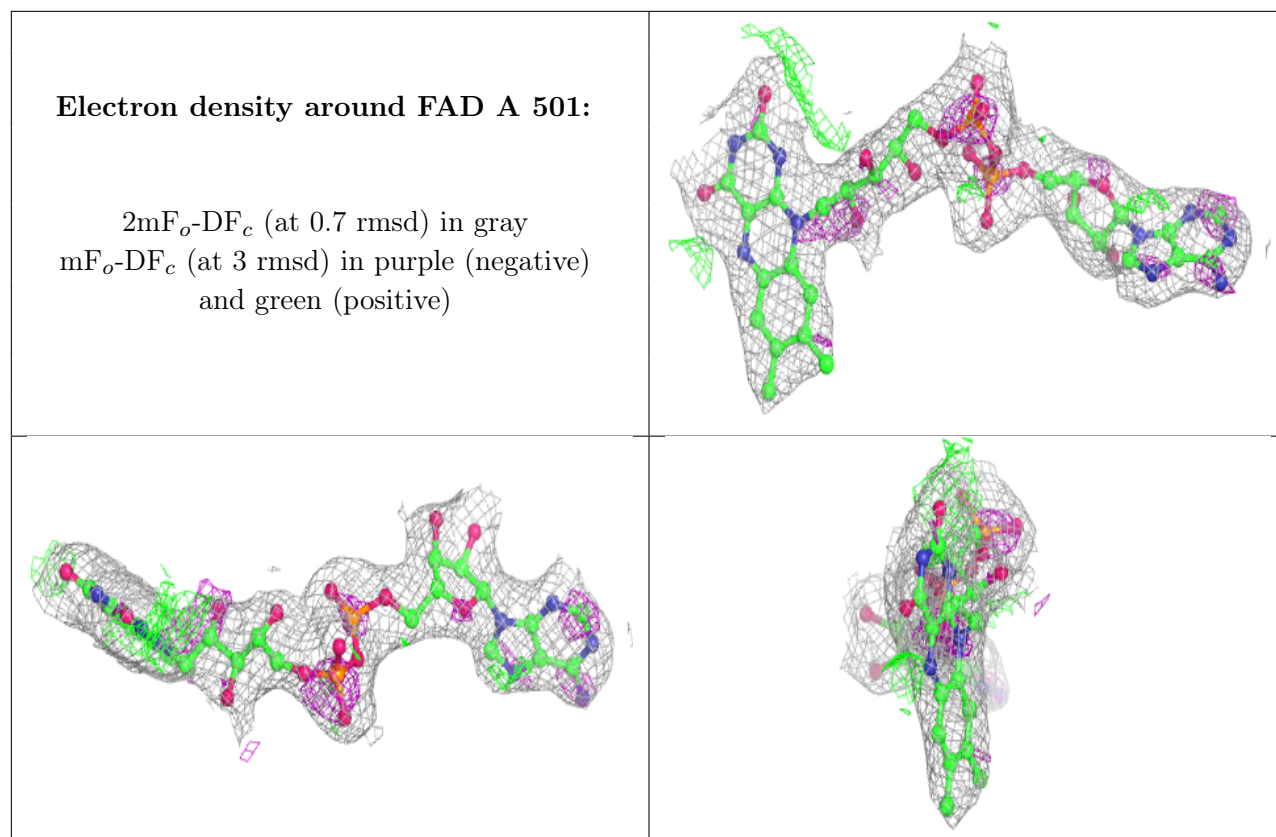 Electron density around FAD A 501:
2mFₒ-DF𝒸 (at 0.7 rmsd) in gray
mFₒ-DF𝒸 (at 3 rmsd) in purple (negative)
and green (positive)